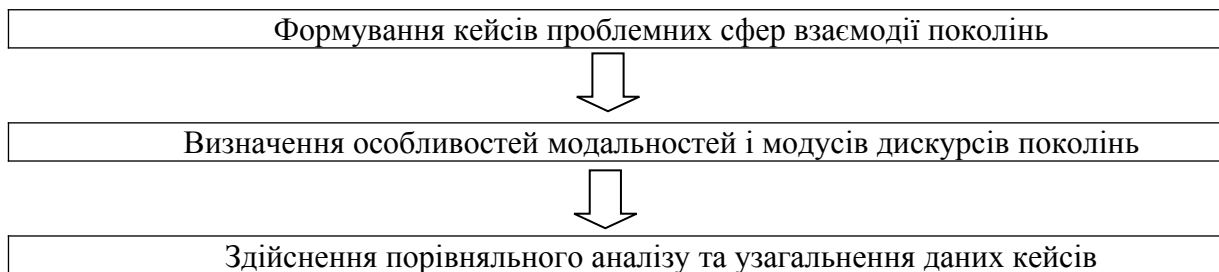 Формування кейсів проблемних сфер взаємодії поколінь
Визначення особливостей модальностей і модусів дискурсів поколінь
Здійснення порівняльного аналізу та узагальнення даних кейсів